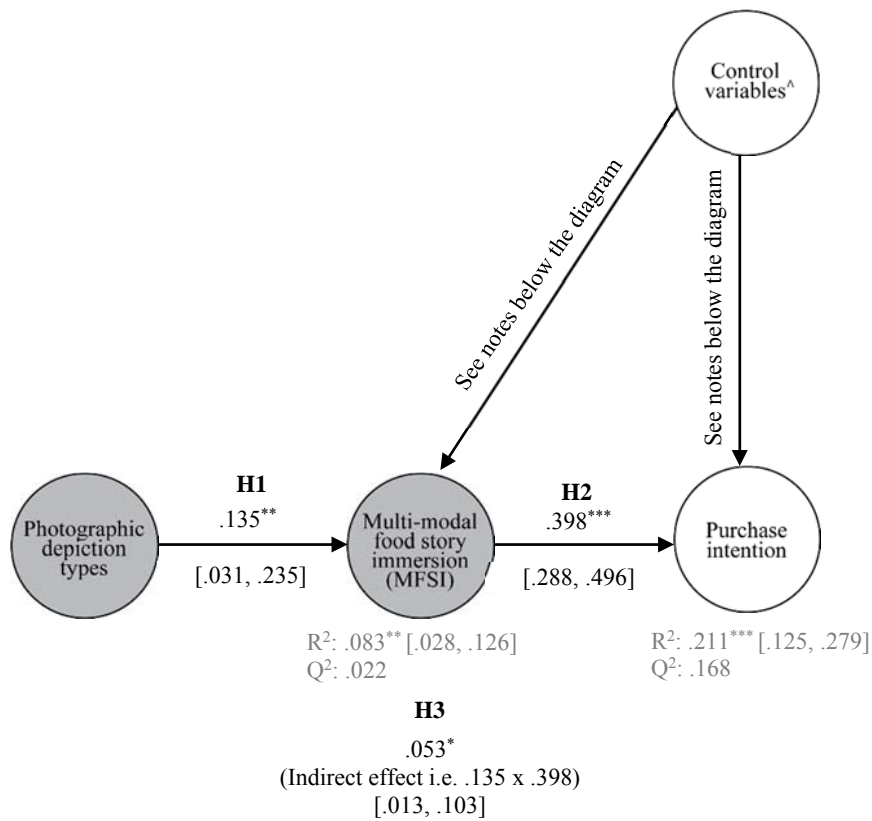 Control
variables^
See notes below the diagram
See notes below the diagram
H1
.135**
[.031, .235]
H2
.398***
[.288, .496]
Photographic
depiction
types
Multi-modal
food story
immersion
(MFSI)
Purchase
intention
R²: .083** [.028, .126]
Q²: .022
R²: .211*** [.125, .279]
Q²: .168
H3
.053*
(Indirect effect i.e. .135 x .398)
[.013, .103]